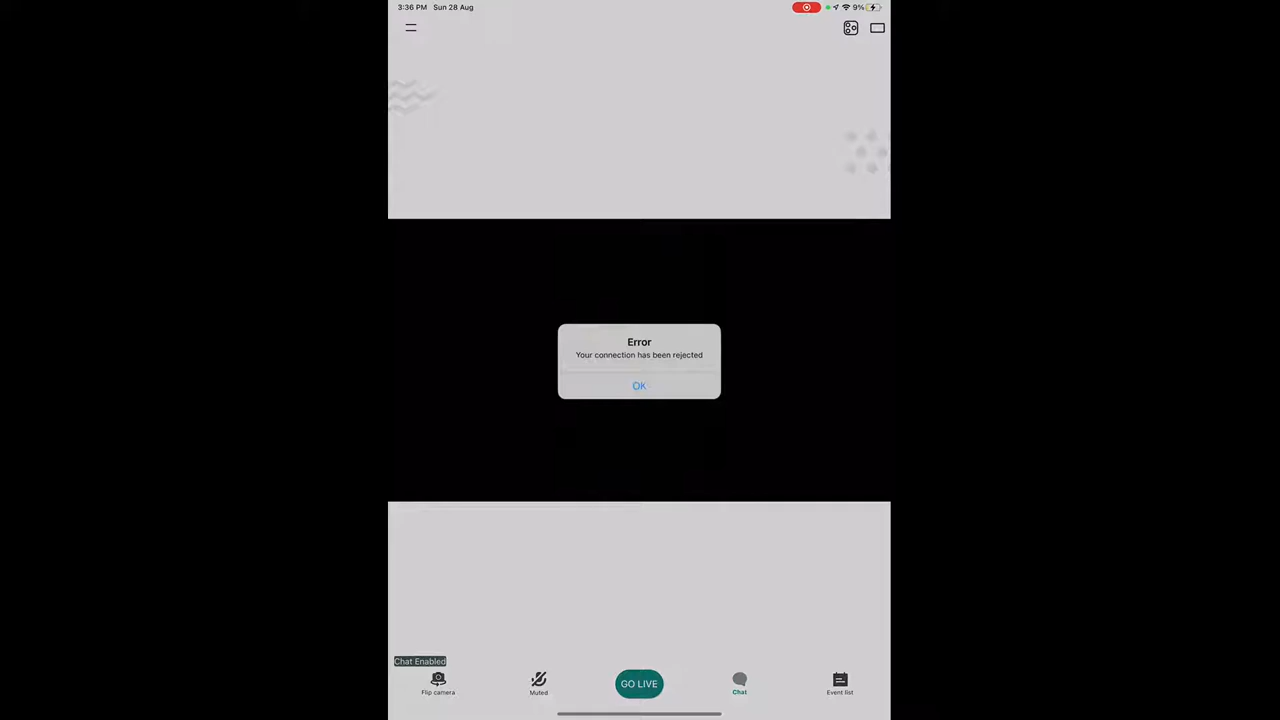 3:36 PM Sun 28 Aug 9%
Error
Your connection has been rejected
OK
Chat Enabled
Flip camera
Muted
GO LIVE
Chat
Event list